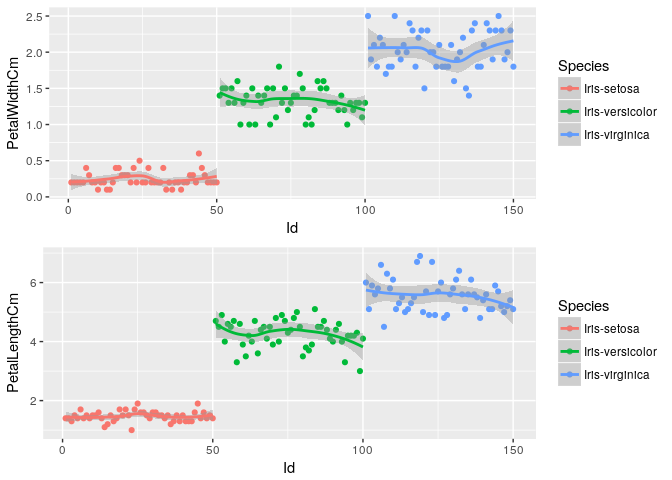 PetalWidthCm
2.5
2.0
1.5
1.0
0.5
0.0
0 50 100 150
Id
Species
Iris-setosa
Iris-versicolor
Iris-virginica
PetalLengthCm
6
4
2
0 50 100 150
Id
Species
Iris-setosa
Iris-versicolor
Iris-virginica